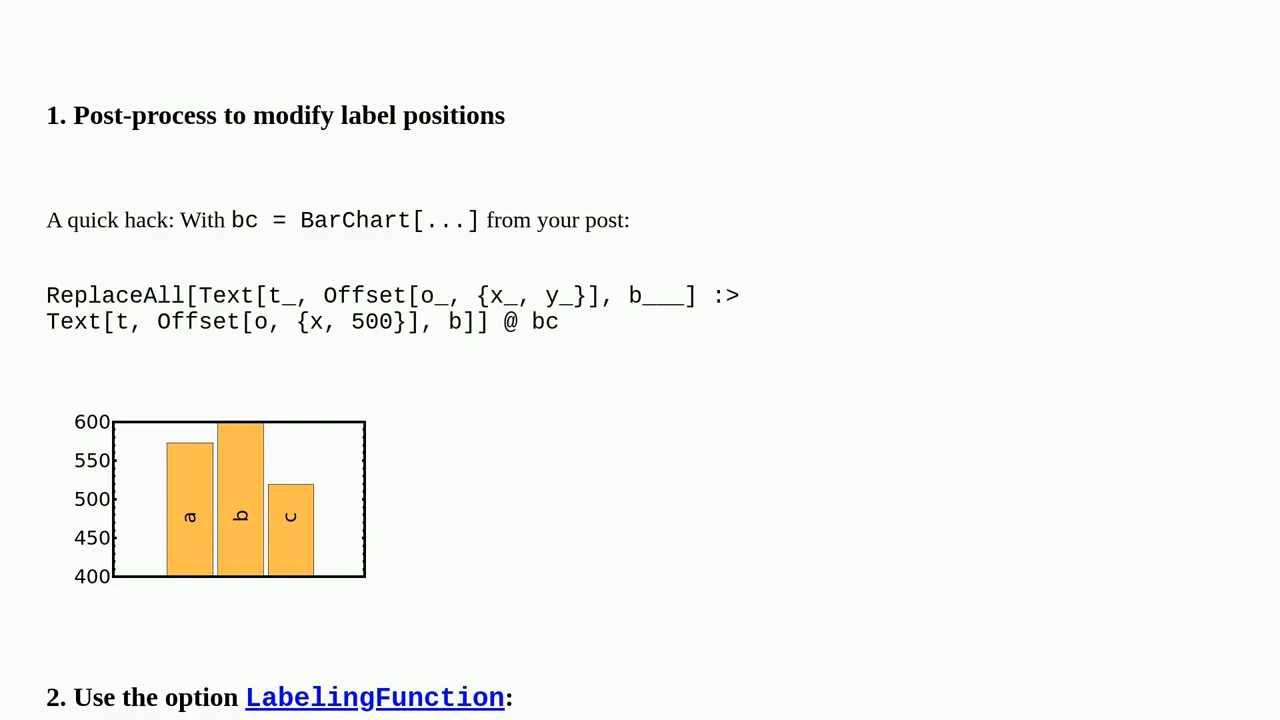 1. Post-process to modify label positions
A quick hack: With bc = BarChart[...] from your post:
ReplaceAll[Text[t_, Offset[o_, {x_, y_}], b___] :>
Text[t, Offset[o, {x, 500}], b]] @ bc
600
550
500
450
400
a
b
c
2. Use the option LabelingFunction: